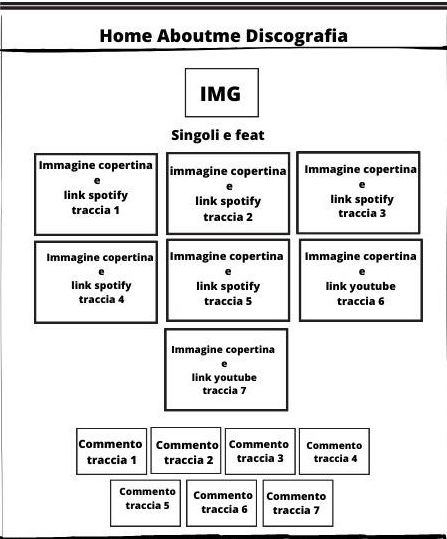 Home Aboutme Discografia
IMG
Singoli e feat
Immagine copertina
e
link spotify
traccia 1
immagine copertina
e
link spotify
traccia 2
Immagine copertina
e
link spotify
traccia 3
Immagine copertina
e
link spotify
traccia 4
Immagine copertina
e
link spotify
traccia 5
Immagine copertina
e
link youtube
traccia 6
Immagine copertina
e
link youtube
traccia 7
Commento
traccia 1
Commento
traccia 2
Commento
traccia 3
Commento
traccia 4
Commento
traccia 5
Commento
traccia 6
Commento
traccia 7